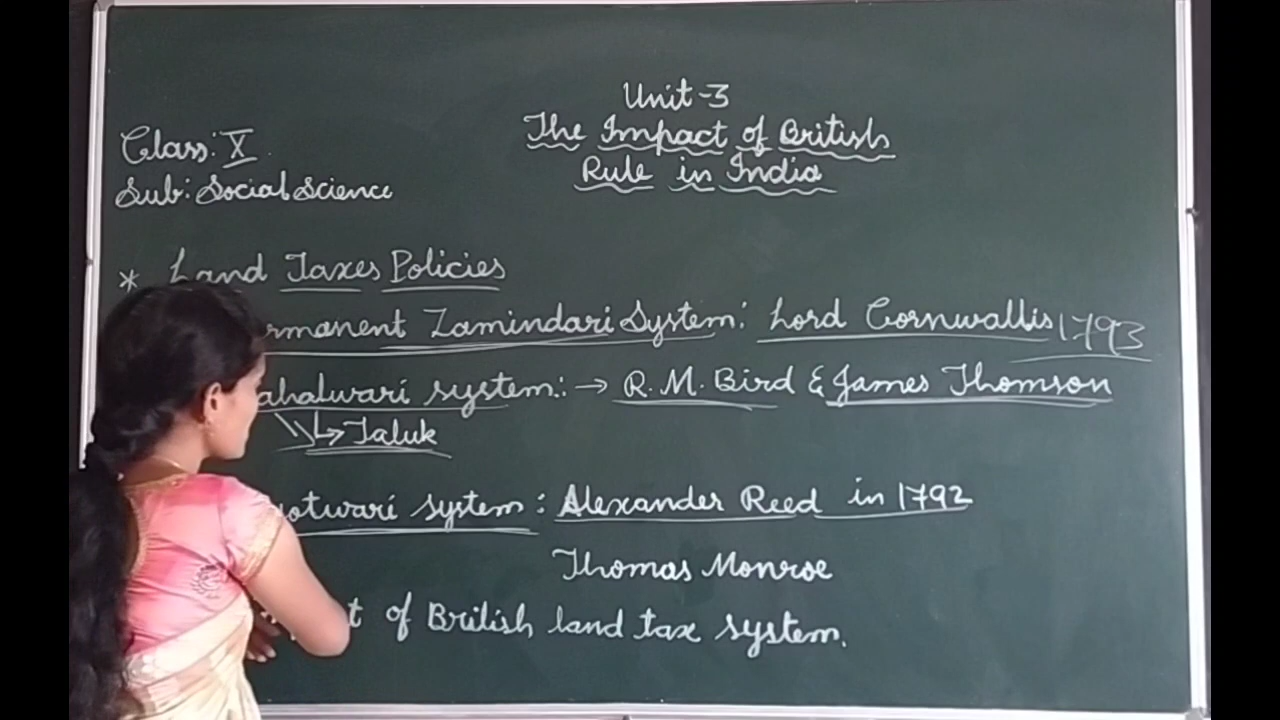 Unit-3
The Impact of British
Rule in India
Class: X
Sub: Social Science
* Land Taxes Policies
rmanent Zamindari System: Lord Cornwallis 1793
ahalwari system:→ R.M. Bird & James Thomson
↳ Taluk
yotwari system: Alexander Reed in 1792
Thomas Monroe
t of British land tax system.